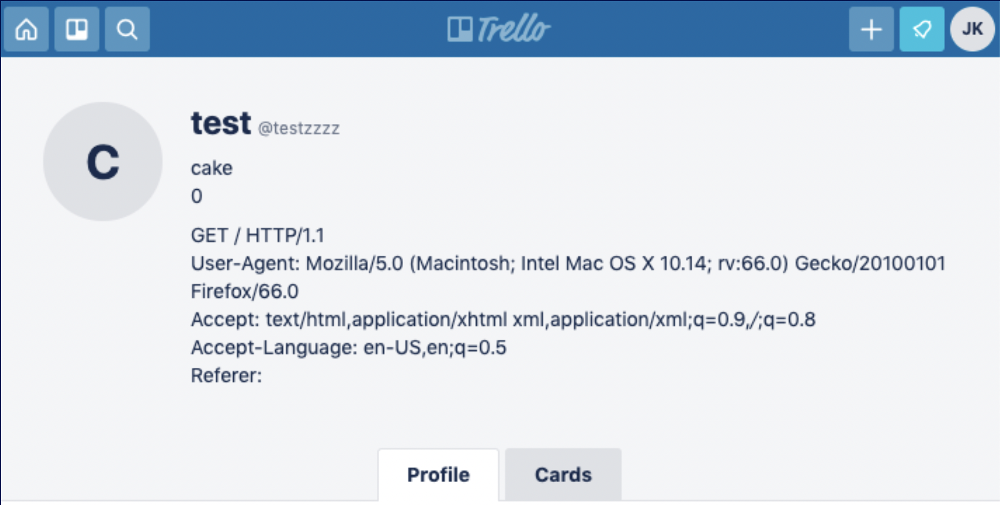 Trello
JK
C
test @testzzzz
cake
0
GET / HTTP/1.1
User-Agent: Mozilla/5.0 (Macintosh; Intel Mac OS X 10.14; rv:66.0) Gecko/20100101
Firefox/66.0
Accept: text/html,application/xhtml xml,application/xml;q=0.9,/;q=0.8
Accept-Language: en-US,en;q=0.5
Referer:
Profile
Cards